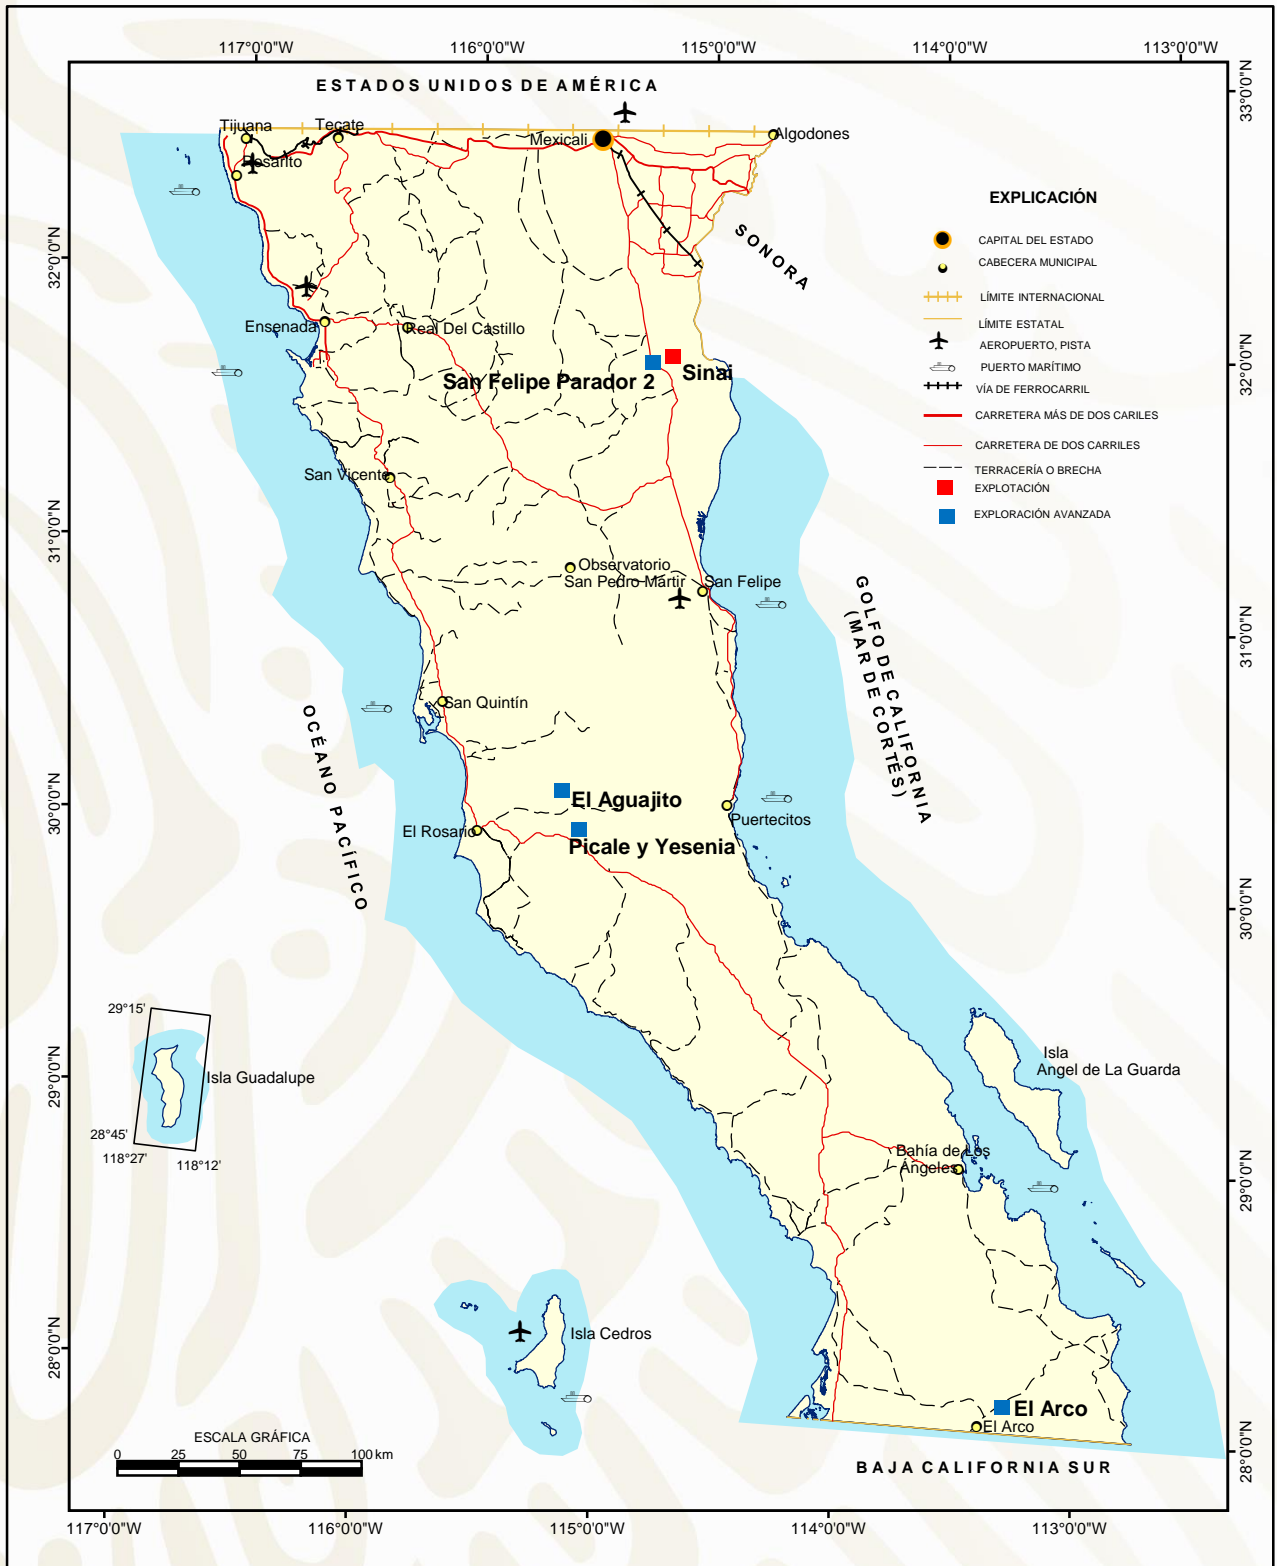 117°0'0"W
116°0'0"W
115°0'0"W
114°0'0"W
113°0'0"W
ESTADOS UNIDOS DE AMÉRICA
33°0'0"N
Tijuana
Tecate
Mexicali
Algodones
Rosarito
EXPLICACIÓN
CAPITAL DEL ESTADO
CABECERA MUNICIPAL
LÍMITE INTERNACIONAL
LÍMITE ESTATAL
AEROPUERTO, PISTA
PUERTO MARÍTIMO
VÍA DE FERROCARRIL
CARRETERA MÁS DE DOS CARILES
CARRETERA DE DOS CARRILES
TERRACERÍA O BRECHA
EXPLOTACIÓN
EXPLORACIÓN AVANZADA
SONORA
32°0'0"N
32°0'0"N
Ensenada
Real Del Castillo
San Felipe Parador 2
Sinai
San Vicente
31°0'0"N
Observatorio
San Pedro Mártir
San Felipe
31°0'0"N
GOLFO DE CALIFORNIA
(MAR DE CORTÉS)
San Quintín
OCÉANO PACÍFICO
30°0'0"N
El Aguajito
Puertecitos
El Rosario
Picale y Yesenia
30°0'0"N
29°15'
Isla Guadalupe
28°45'
118°27'
118°12'
29°0'0"N
Isla
Angel de La Guarda
Bahía de Los
Ángeles
29°0'0"N
Isla Cedros
28°0'0"N
El Arco
El Arco
28°0'0"N
ESCALA GRÁFICA
0 25 50 75 100 km
BAJA CALIFORNIA SUR
117°0'0"W
116°0'0"W
115°0'0"W
114°0'0"W
113°0'0"W